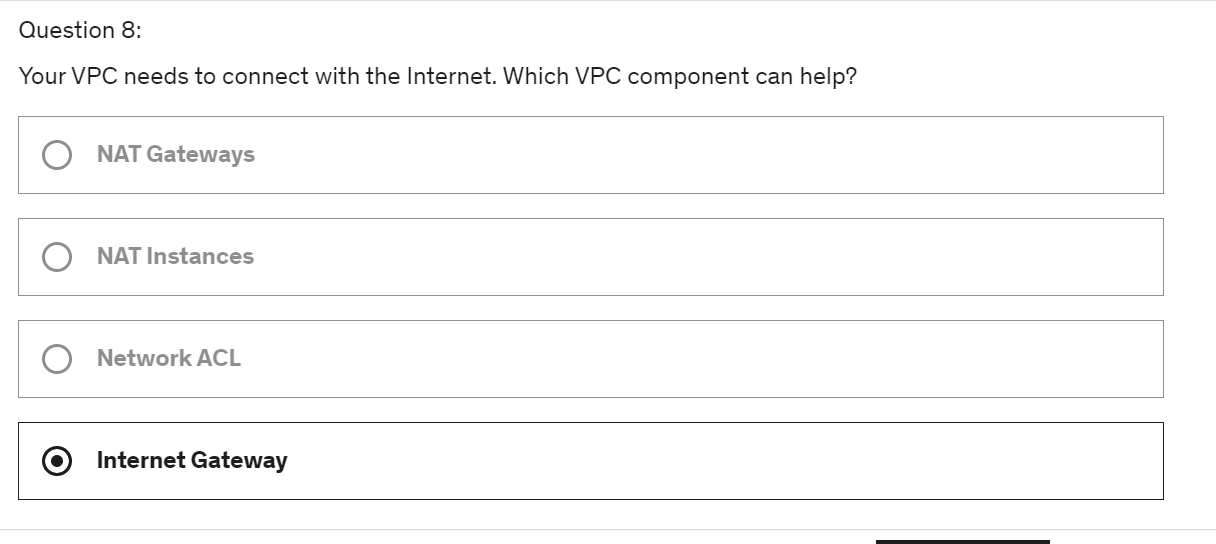 Question 8:
Your VPC needs to connect with the Internet. Which VPC component can help?
NAT Gateways
NAT Instances
Network ACL
Internet Gateway